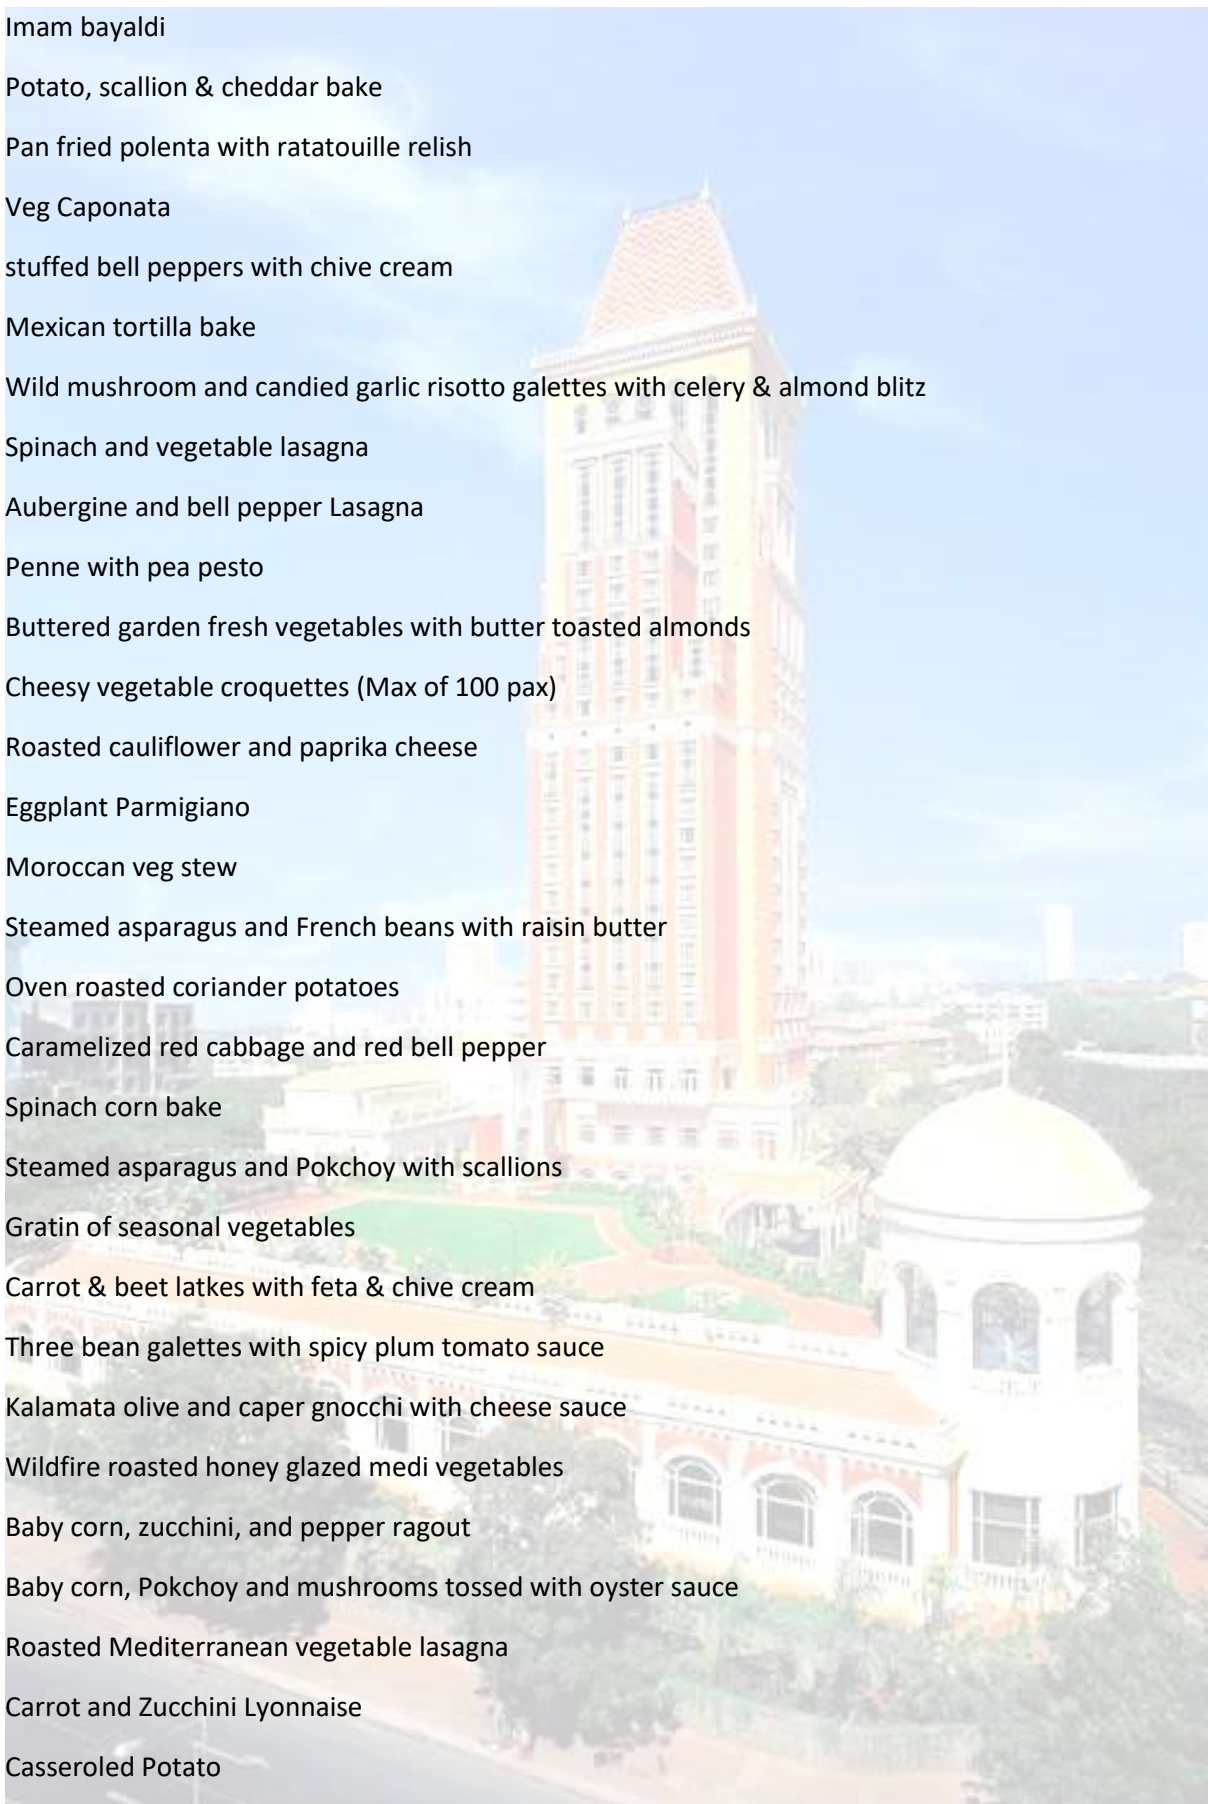 Imam bayaldi
Potato, scallion & cheddar bake
Pan fried polenta with ratatouille relish
Veg Caponata
stuffed bell peppers with chive cream
Mexican tortilla bake
Wild mushroom and candied garlic risotto galettes with celery & almond blitz
Spinach and vegetable lasagna
Aubergine and bell pepper Lasagna
Penne with pea pesto
Buttered garden fresh vegetables with butter toasted almonds
Cheesy vegetable croquettes (Max of 100 pax)
Roasted cauliflower and paprika cheese
Eggplant Parmigiano
Moroccan veg stew
Steamed asparagus and French beans with raisin butter
Oven roasted coriander potatoes
Caramelized red cabbage and red bell pepper
Spinach corn bake
Steamed asparagus and Pokchoy with scallions
Gratin of seasonal vegetables
Carrot & beet latkes with feta & chive cream
Three bean galettes with spicy plum tomato sauce
Kalamata olive and caper gnocchi with cheese sauce
Wildfire roasted honey glazed medi vegetables
Baby corn, zucchini, and pepper ragout
Baby corn, Pokchoy and mushrooms tossed with oyster sauce
Roasted Mediterranean vegetable lasagna
Carrot and Zucchini Lyonnaise
Casseroled Potato